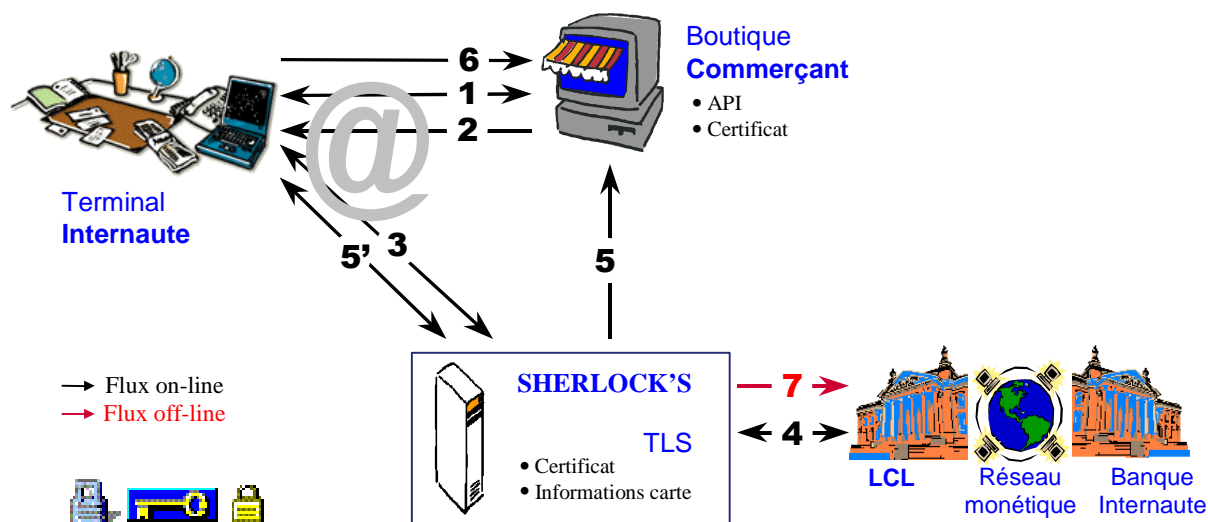 Boutique
Commerçant
• API
• Certificat
6
1
2
@
Terminal
Internaute
5'
3
5
Flux on-line
Flux off-line
SHERLOCK'S
TLS
• Certificat
• Informations carte
7
4
LCL
Réseau
monétique
Banque
Internaute